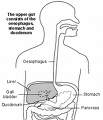 The upper gut
consists of the
oesophagus,
stomach and
duodenum
Oesophagus
Liver
Gall
bladder
Duodenum
Stomach
Pancreas